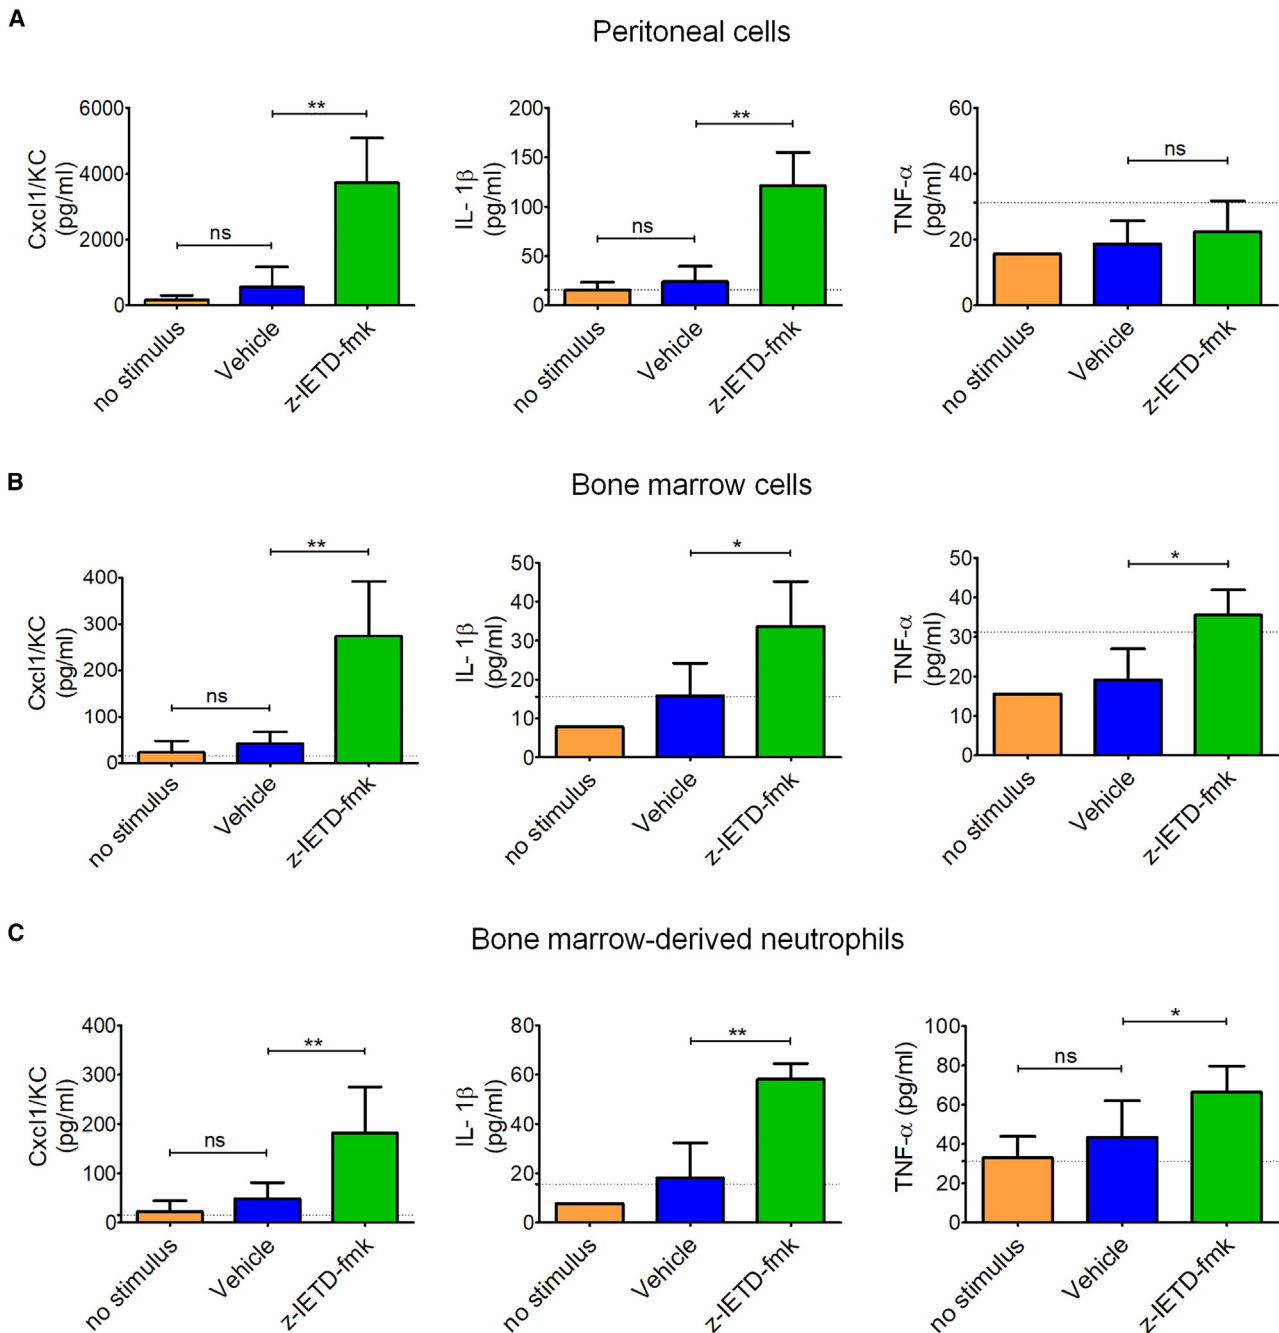 A
Peritoneal cells
Cxcl1/KC
(pg/ml)
6000
4000
2000
0
**
ns
no stimulus
Vehicle
z-IETD-fmk
IL- 1β
(pg/ml)
200
150
100
50
0
**
ns
no stimulus
Vehicle
z-IETD-fmk
TNF-α
(pg/ml)
60
40
20
0
ns
no stimulus
Vehicle
z-IETD-fmk
B
Bone marrow cells
Cxcl1/KC
(pg/ml)
400
300
200
100
0
**
ns
no stimulus
Vehicle
z-IETD-fmk
IL- 1β
(pg/ml)
50
40
30
20
10
0
*
no stimulus
Vehicle
z-IETD-fmk
TNF-α
(pg/ml)
50
40
30
20
10
0
*
no stimulus
Vehicle
z-IETD-fmk
C
Bone marrow-derived neutrophils
Cxcl1/KC
(pg/ml)
400
300
200
100
0
**
ns
no stimulus
Vehicle
z-IETD-fmk
IL- 1β
(pg/ml)
80
60
40
20
0
**
no stimulus
Vehicle
z-IETD-fmk
TNF-α (pg/ml)
100
80
60
40
20
0
*
ns
no stimulus
Vehicle
z-IETD-fmk